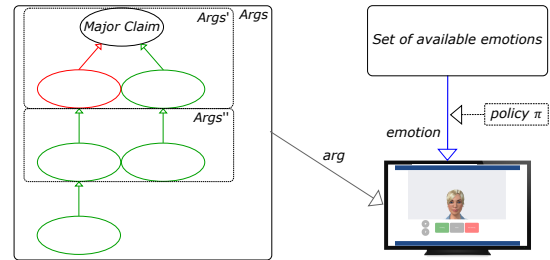 Major Claim
Args'
Args
Args''
arg
Set of available emotions
policy π
emotion